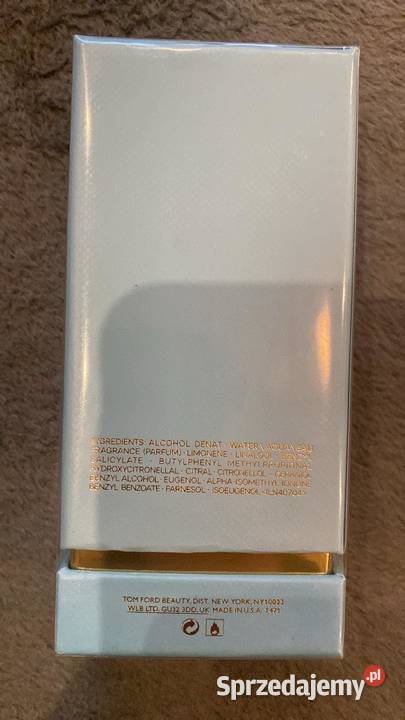 INGREDIENTS: ALCOHOL DENAT · WATER \ AQUA \ EAU
FRAGRANCE (PARFUM) · LIMONENE · LINALOOL · BENZYL
SALICYLATE · BUTYLPHENYL METHYLPROPIONAL
HYDROXYCITRONELLAL · CITRAL · CITRONELLOL · GERANIOL
BENZYL ALCOHOL · EUGENOL · ALPHA-ISOMETHYL IONONE
BENZYL BENZOATE · FARNESOL · ISOEUGENOL
TOM FORD BEAUTY, DIST. NEW YORK, NY10022
WLB LTD, GU32 3DD, UK MADE IN U.S.A. 7471
Sprzedajemy.pl